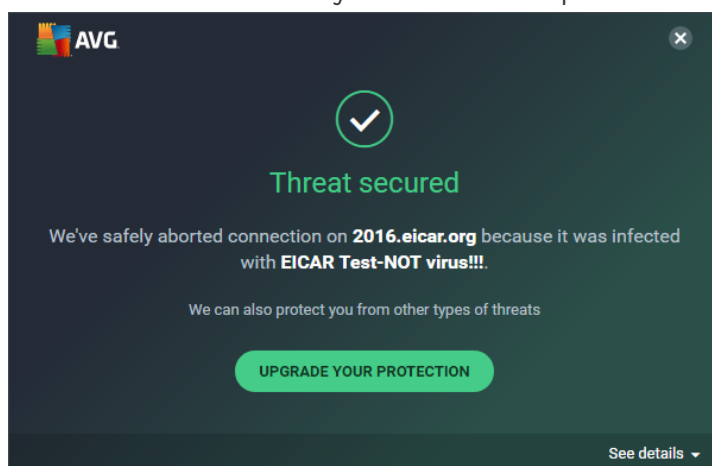 AVG
Threat secured
We've safely aborted connection on 2016.eicar.org because it was infected
with EICAR Test-NOT virus!!!.
We can also protect you from other types of threats
UPGRADE YOUR PROTECTION
See details